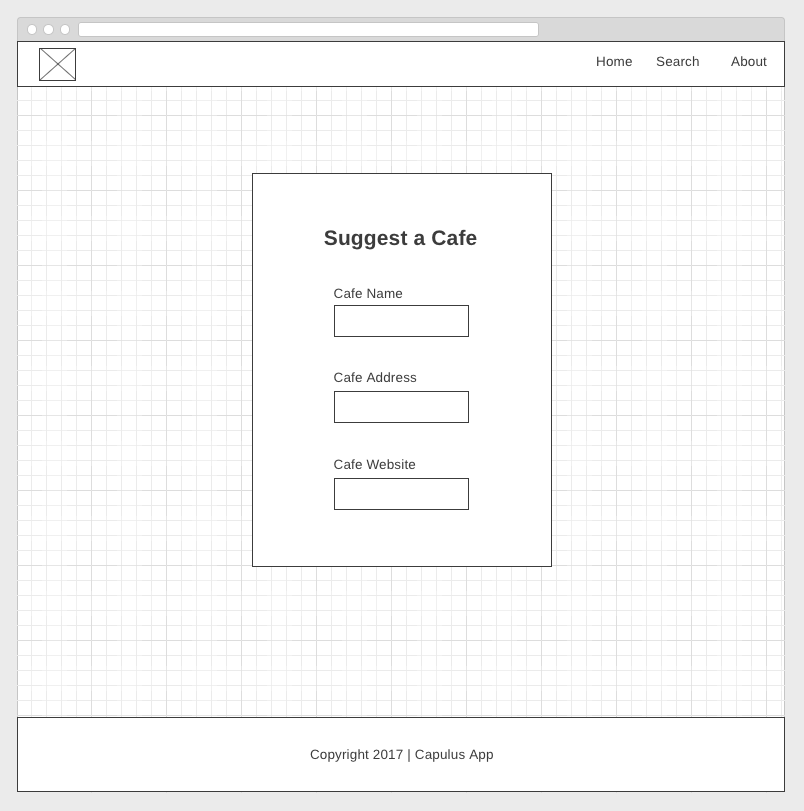 Home Search About
Suggest a Cafe
Cafe Name
Cafe Address
Cafe Website
Copyright 2017 | Capulus App